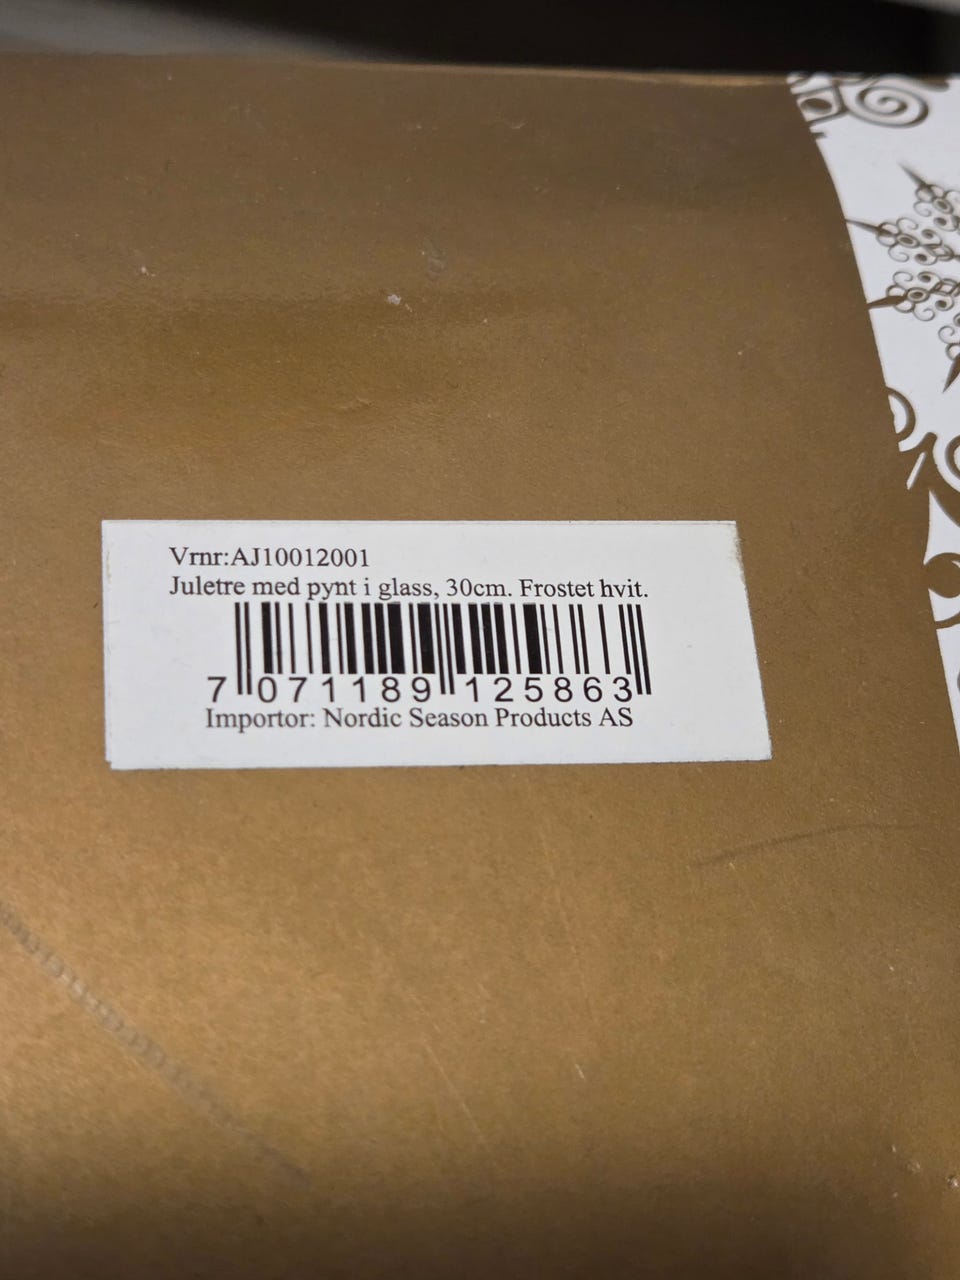 Vrnr:AJ10012001
Juletre med pynt i glass, 30cm. Frostet hvit.
7 071189 125863
Importor: Nordic Season Products AS